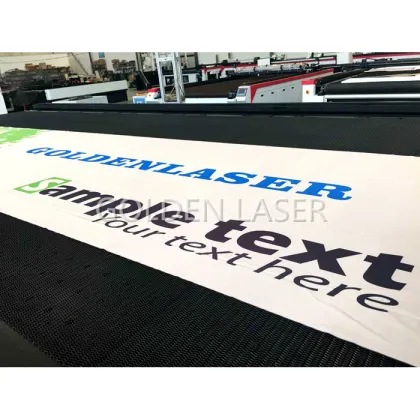 GOLDENLASER
Sample text
Your text here
GOLDEN LASER